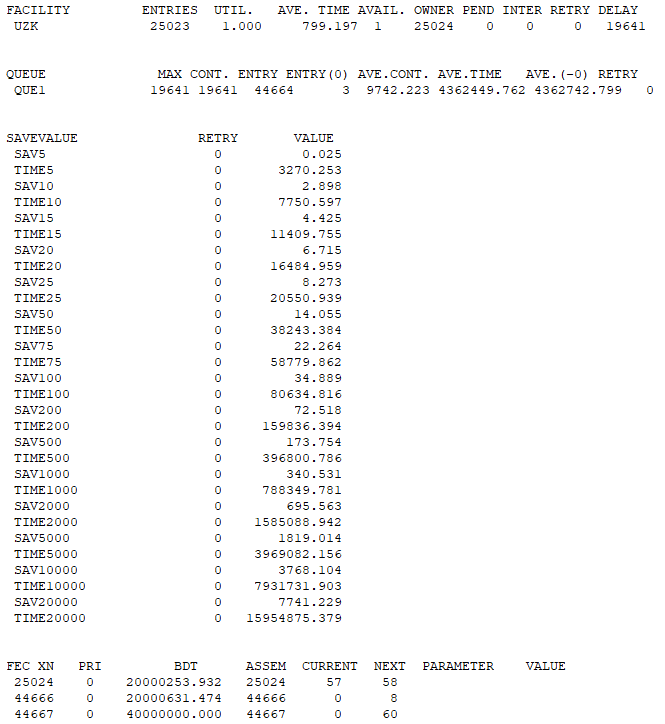 FACILITY ENTRIES UTIL. AVE. TIME AVAIL. OWNER PEND INTER RETRY DELAY
UZK 25023 1.000 799.197 1 25024 0 0 0 19641
QUEUE MAX CONT. ENTRY ENTRY(0) AVE.CONT. AVE.TIME AVE.(-0) RETRY
QUE1 19641 19641 44664 3 9742.223 4362449.762 4362742.799 0
SAVEVALUE RETRY VALUE
SAV5 0 0.025
TIME5 0 3270.253
SAV10 0 2.898
TIME10 0 7750.597
SAV15 0 4.425
TIME15 0 11409.755
SAV20 0 6.715
TIME20 0 16484.959
SAV25 0 8.273
TIME25 0 20550.939
SAV50 0 14.055
TIME50 0 38243.384
SAV75 0 22.264
TIME75 0 58779.862
SAV100 0 34.889
TIME100 0 80634.816
SAV200 0 72.518
TIME200 0 159836.394
SAV500 0 173.754
TIME500 0 396800.786
SAV1000 0 340.531
TIME1000 0 788349.781
SAV2000 0 695.563
TIME2000 0 1585088.942
SAV5000 0 1819.014
TIME5000 0 3969082.156
SAV10000 0 3768.104
TIME10000 0 7931731.903
SAV20000 0 7741.229
TIME20000 0 15954875.379
FEC XN PRI BDT ASSEM CURRENT NEXT PARAMETER VALUE
25024 0 20000253.932 25024 57 58
44666 0 20000631.474 44666 0 8
44667 0 40000000.000 44667 0 60